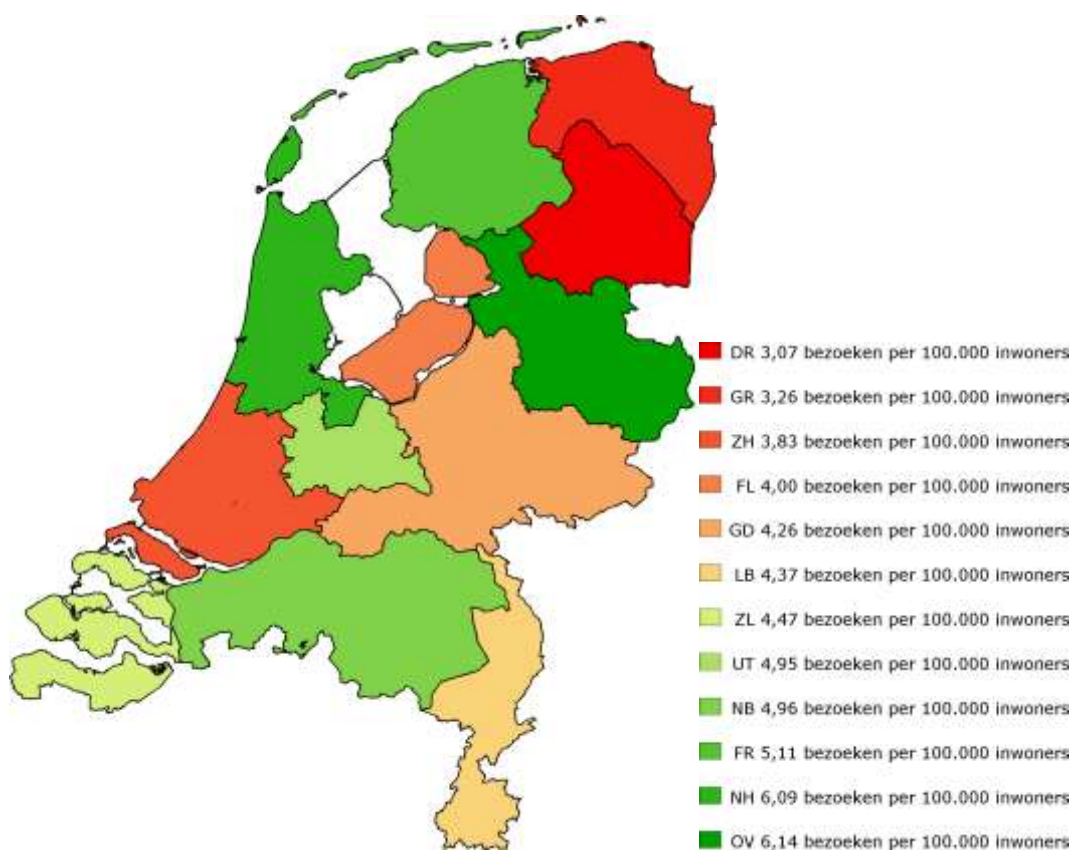 DR 3,07 bezoeken per 100.000 inwoners
GR 3,26 bezoeken per 100.000 inwoners
ZH 3,83 bezoeken per 100.000 inwoners
FL 4,00 bezoeken per 100.000 inwoners
GD 4,26 bezoeken per 100.000 inwoners
LB 4,37 bezoeken per 100.000 inwoners
ZL 4,47 bezoeken per 100.000 inwoners
UT 4,95 bezoeken per 100.000 inwoners
NB 4,96 bezoeken per 100.000 inwoners
FR 5,11 bezoeken per 100.000 inwoners
NH 6,09 bezoeken per 100.000 inwoners
OV 6,14 bezoeken per 100.000 inwoners